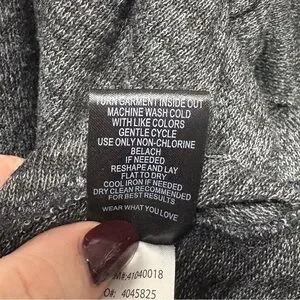 TURN GARMENT INSIDE OUT
MACHINE WASH COLD
WITH LIKE COLORS
GENTLE CYCLE
USE ONLY NON-CHLORINE
BELACH
IF NEEDED
RESHAPE AND LAY
FLAT TO DRY
COOL IRON IF NEEDED
DRY CLEAN RECOMMENDED
FOR BEST RESULTS
WEAR WHAT YOU LOVE
M#:41040018
O#: 4045825